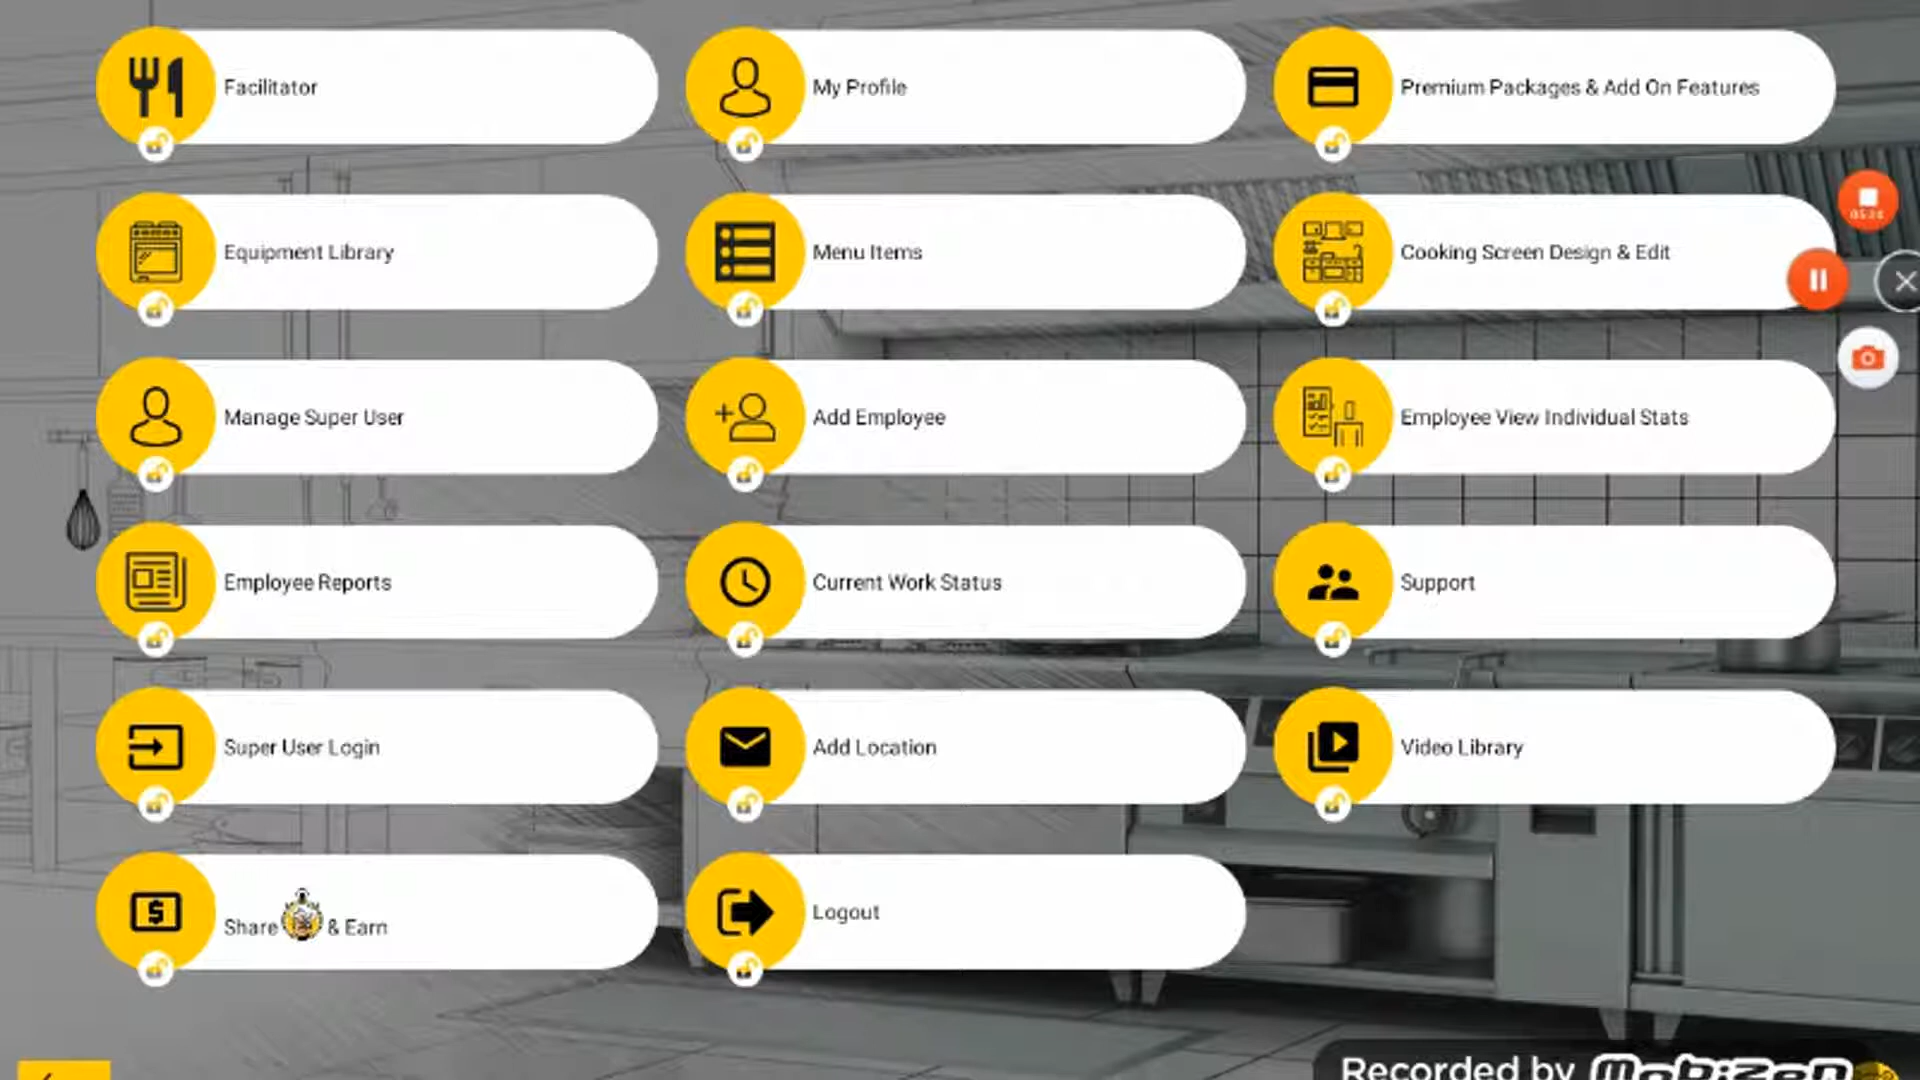 Facilitator
My Profile
Premium Packages & Add On Features
Equipment Library
Menu Items
Cooking Screen Design & Edit
Manage Super User
Add Employee
Employee View Individual Stats
Employee Reports
Current Work Status
Support
Super User Login
Add Location
Video Library
Share & Earn
Logout
Recorded by Mobizen